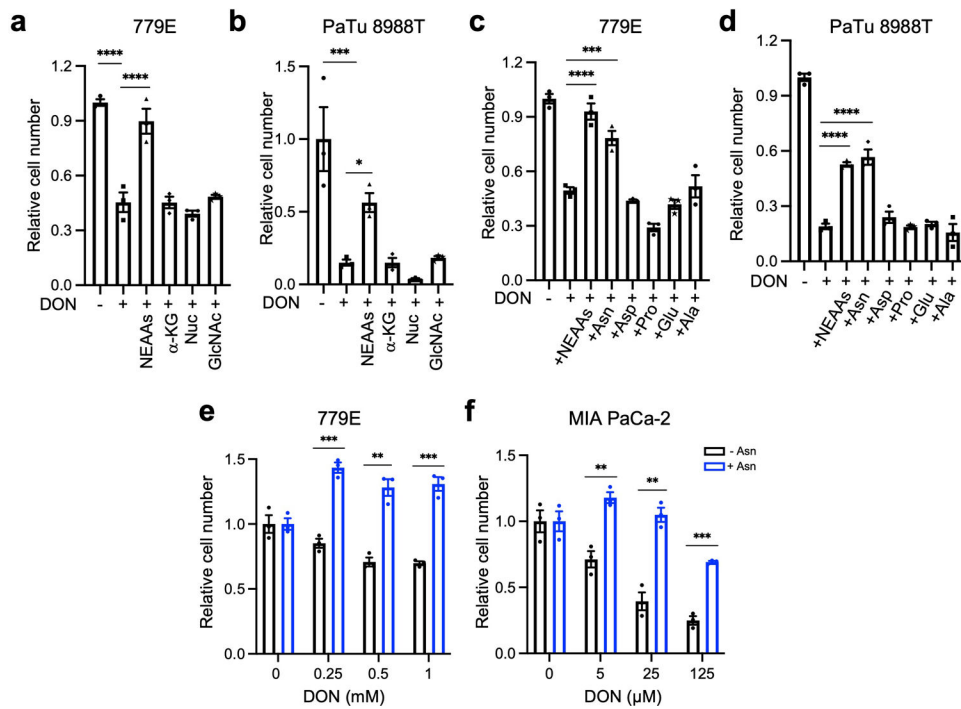 a
779E
****
****
Relative cell number
1.2
0.9
0.6
0.3
0.0
DON - + + + + +
NEAAs
α-KG
Nuc
GlcNAc
b
PaTu 8988T
***
*
Relative cell number
1.5
1.0
0.5
0.0
DON - + + + + +
NEAAs
α-KG
Nuc
GlcNAc
c
779E
***
****
Relative cell number
1.2
0.9
0.6
0.3
0.0
DON - + + + + + + +
+NEAAs
+Asn
+Asp
+Pro
+Glu
+Ala
d
PaTu 8988T
****
****
Relative cell number
1.2
0.9
0.6
0.3
0.0
DON - + + + + + + +
+NEAAs
+Asn
+Asp
+Pro
+Glu
+Ala
e
779E
*** ** ***
Relative cell number
1.5
1.0
0.5
0.0
0 0.25 0.5 1
DON (mM)
f
MIA PaCa-2
- Asn
+ Asn
** ** ***
Relative cell number
1.5
1.0
0.5
0.0
0 5 25 125
DON (µM)